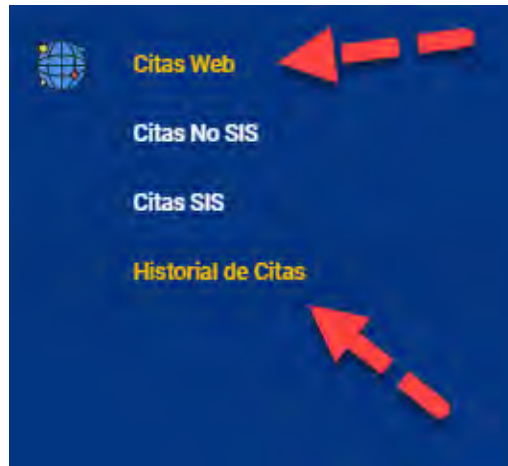 Citas Web
Citas No SIS
Citas SIS
Historial de Citas